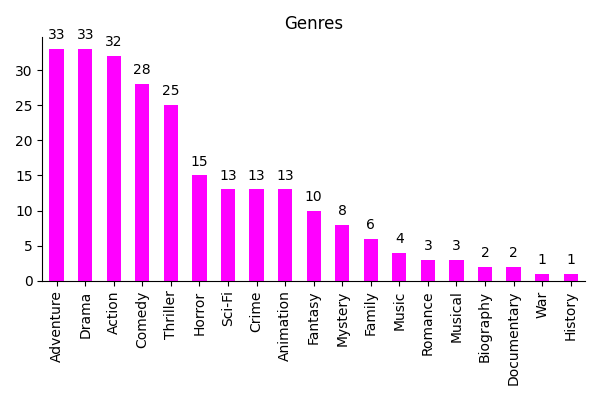 Genres
33 33 32 28 25 15 13 13 13 10 8 6 4 3 3 2 2 1 1
30
25
20
15
10
5
0
Adventure
Drama
Action
Comedy
Thriller
Horror
Sci-Fi
Crime
Animation
Fantasy
Mystery
Family
Music
Romance
Musical
Biography
Documentary
War
History